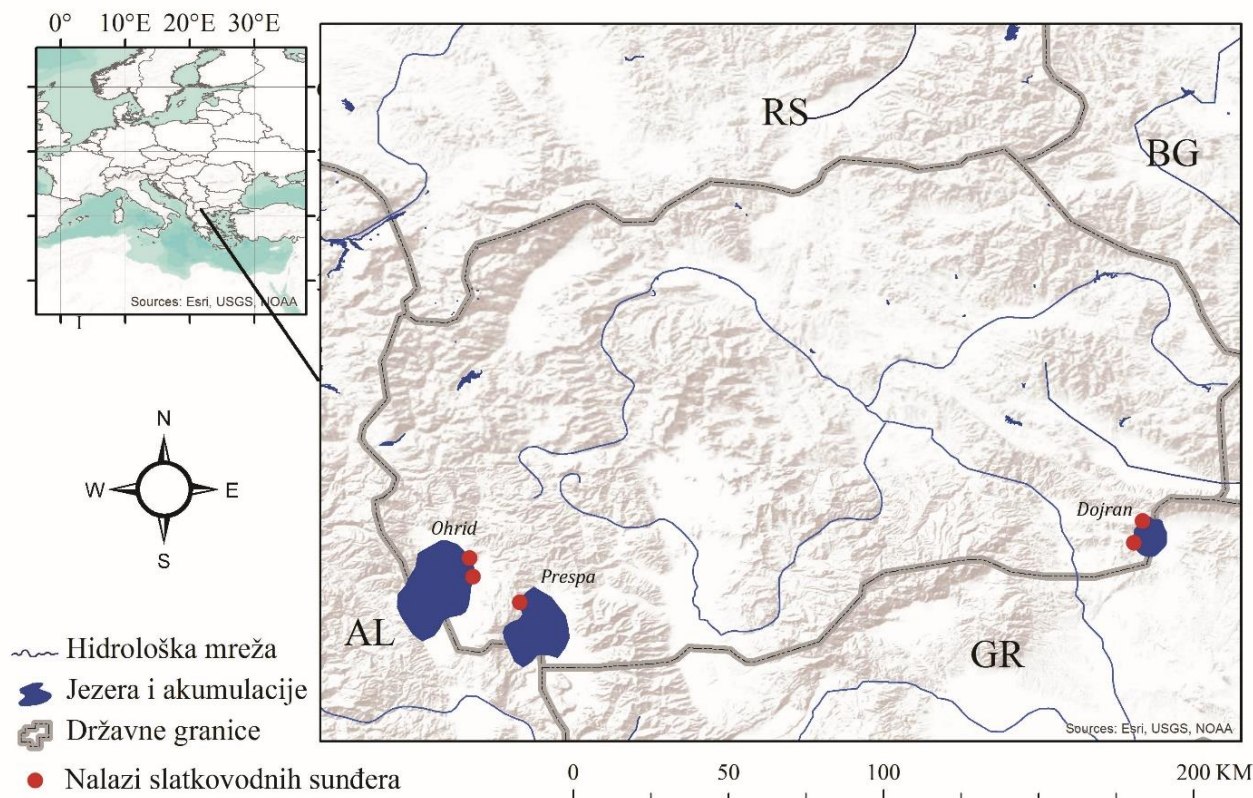 0° 10°E 20°E 30°E
Sources: Esri, USGS, NOAA
I
N
W E
S
RS
BG
Ohrid
Prespa
Dojran
AL
GR
Sources: Esri, USGS, NOAA
Hidrološka mreža
Jezera i akumulacije
Državne granice
Nalazi slatkovodnih sunđera
0 50 100 200 KM